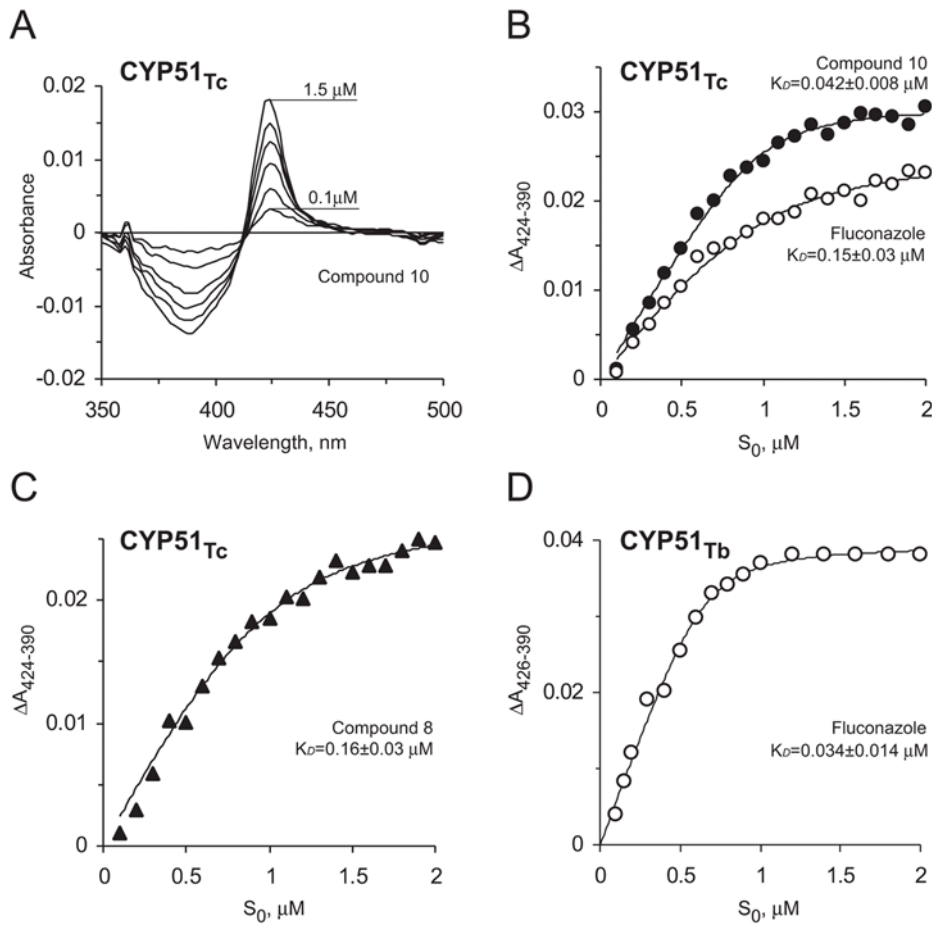 A
CYP51Tc
0.02
0.01
0
-0.01
-0.02
Absorbance
1.5 µM
0.1µM
Compound 10
350
400
450
500
Wavelength, nm
B
CYP51Tc
Compound 10
KD=0.042±0.008 µM
0.03
0.02
0.01
0
ΔA424-390
Fluconazole
KD=0.15±0.03 µM
0
0.5
1
1.5
2
S0, µM
C
CYP51Tc
0.02
0.01
0
ΔA424-390
Compound 8
KD=0.16±0.03 µM
0
0.5
1
1.5
2
S0, µM
D
CYP51Tb
0.04
0.02
0
ΔA426-390
Fluconazole
KD=0.034±0.014 µM
0
0.5
1
1.5
2
S0, µM